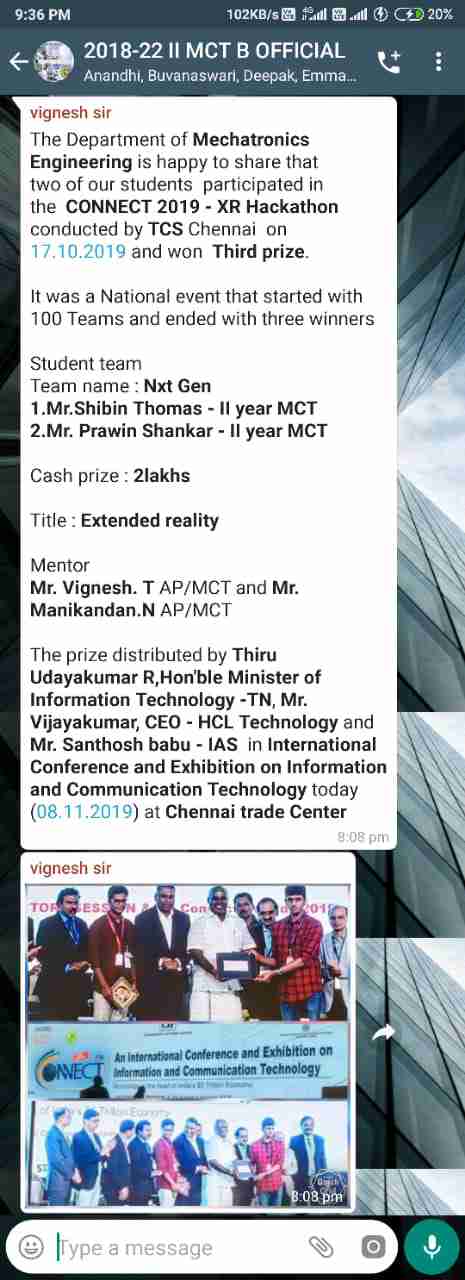 9:36 PM
102KB/s 20%
2018-22 II MCT B OFFICIAL
Anandhi, Buvanaswari, Deepak, Emma...
vignesh sir
The Department of Mechatronics
Engineering is happy to share that
two of our students participated in
the CONNECT 2019 - XR Hackathon
conducted by TCS Chennai on
17.10.2019 and won Third prize.
It was a National event that started with
100 Teams and ended with three winners
Student team
Team name : Nxt Gen
1.Mr.Shibin Thomas - II year MCT
2.Mr. Prawin Shankar - II year MCT
Cash prize : 2lakhs
Title : Extended reality
Mentor
Mr. Vignesh. T AP/MCT and Mr.
Manikandan.N AP/MCT
The prize distributed by Thiru
Udayakumar R,Hon'ble Minister of
Information Technology -TN, Mr.
Vijayakumar, CEO - HCL Technology and
Mr. Santhosh babu - IAS in International
Conference and Exhibition on Information
and Communication Technology today
(08.11.2019) at Chennai trade Center
8:08 pm
vignesh sir
CONNECT
An International Conference and Exhibition on
Information and Communication Technology
Trillion Economy
8:08 pm
Type a message